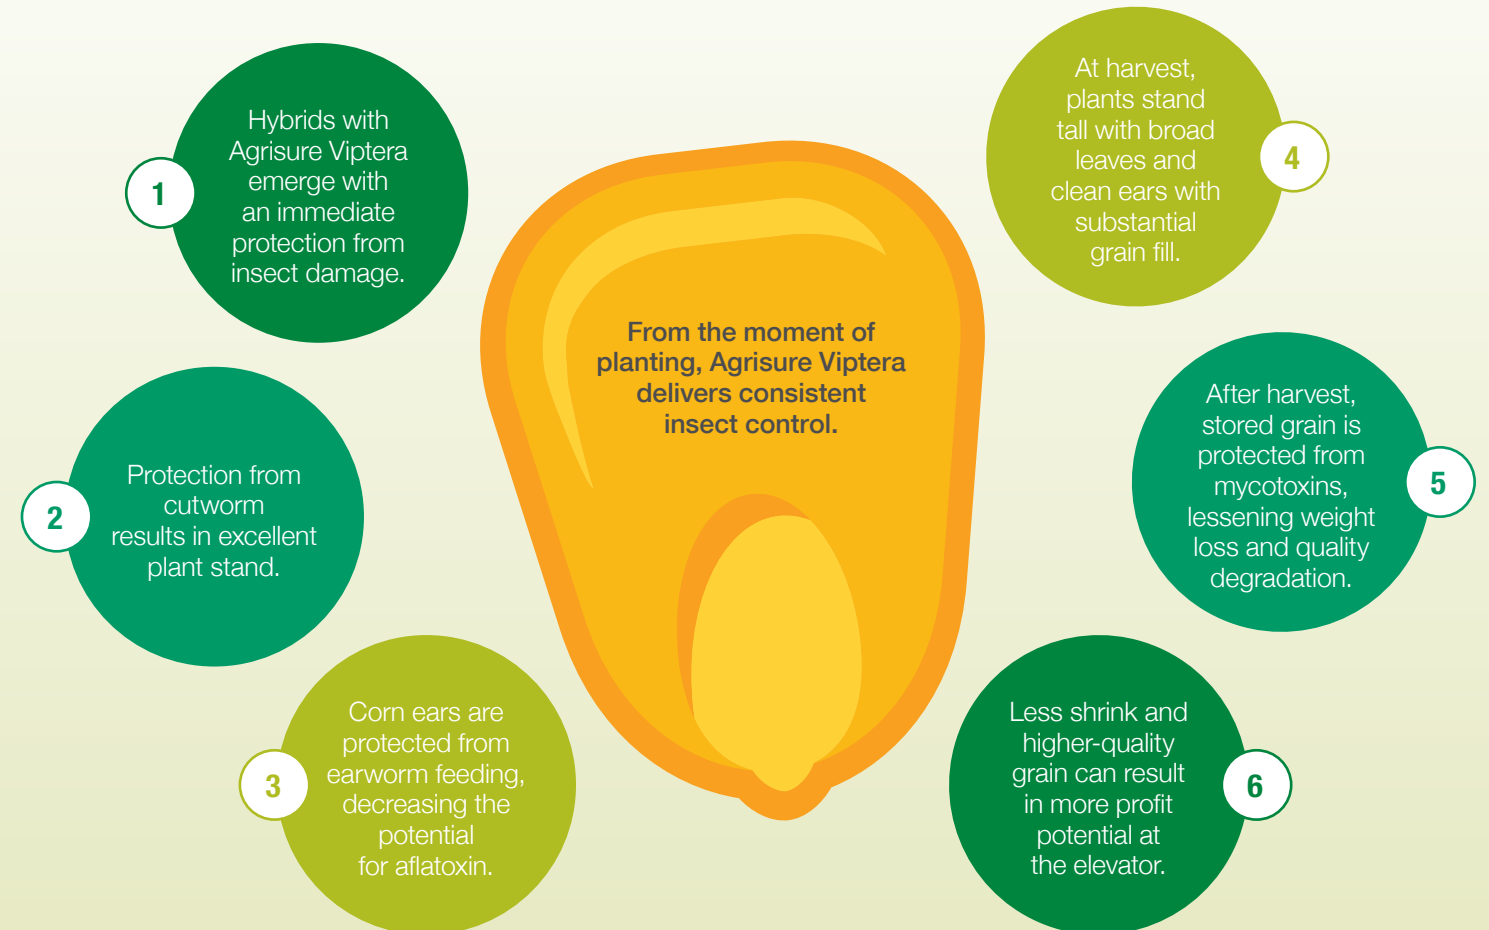 1
Hybrids with
Agrisure Viptera
emerge with
an immediate
protection from
insect damage.
2
Protection from
cutworm
results in excellent
plant stand.
3
Corn ears are
protected from
earworm feeding,
decreasing the
potential
for aflatoxin.
From the moment of
planting, Agrisure Viptera
delivers consistent
insect control.
At harvest,
plants stand
tall with broad
leaves and
clean ears with
substantial
grain fill.
4
After harvest,
stored grain is
protected from
mycotoxins,
lessening weight
loss and quality
degradation.
5
Less shrink and
higher-quality
grain can result
in more profit
potential at
the elevator.
6